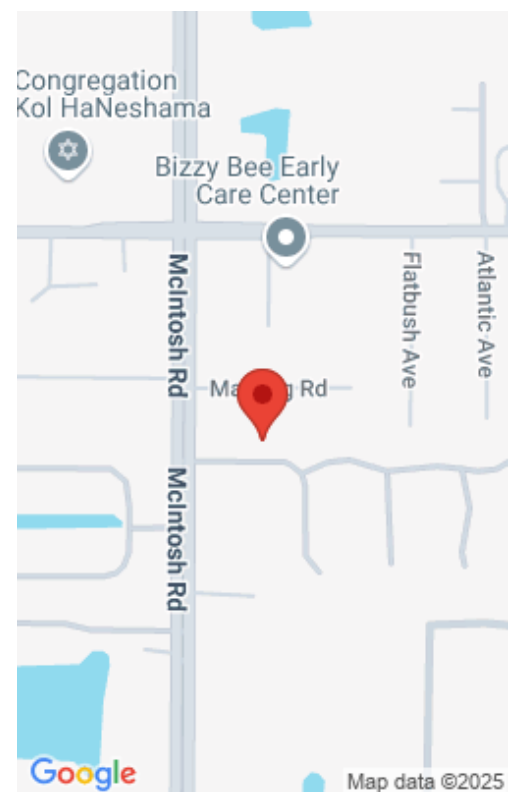 Congregation
Kol HaNeshama
Bizzy Bee Early
Care Center
McIntosh Rd
Flatbush Ave
Atlantic Ave
Rd
McIntosh Rd
Google
Map data ©2025